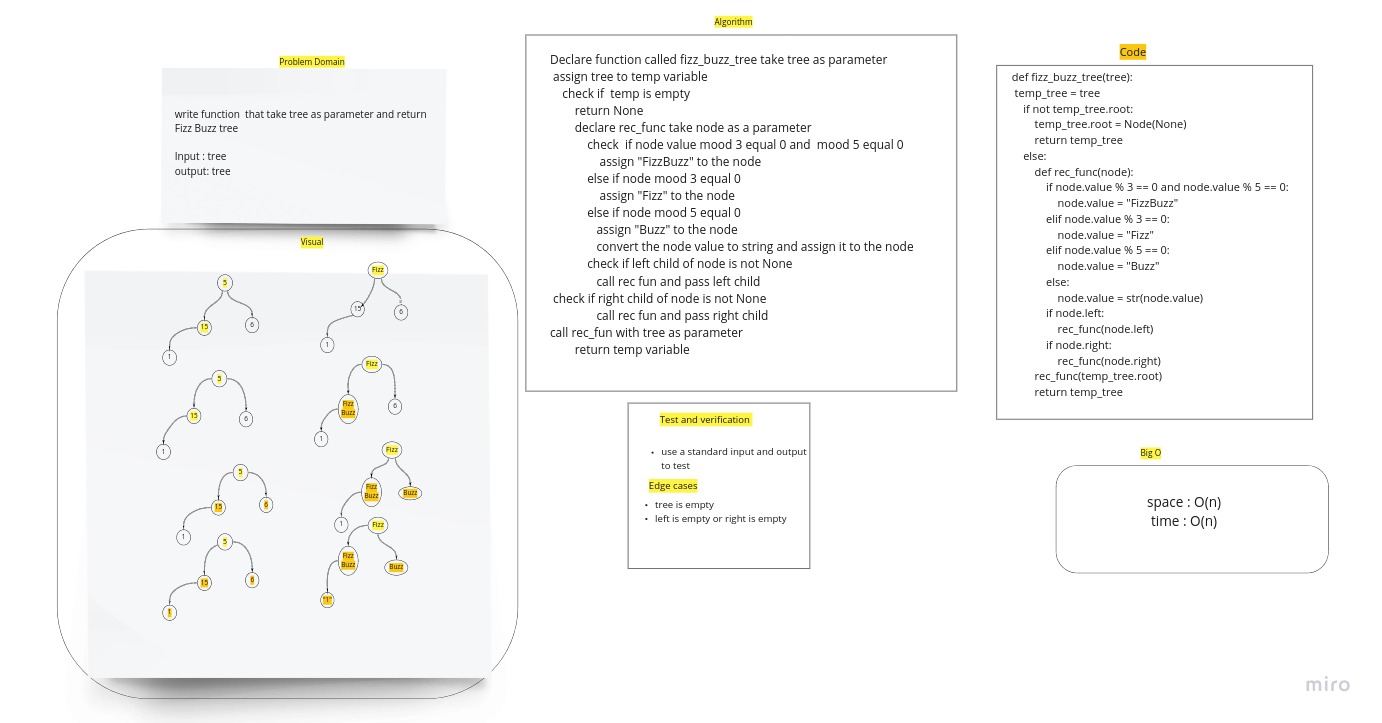 Problem Domain
write function that take tree as parameter and return
Fizz Buzz tree
Input : tree
output: tree
Visual
5
15
6
1
Fizz
15
6
1
5
15
6
1
Fizz
Fizz
Buzz
6
1
5
15
6
1
Fizz
Fizz
Buzz
Buzz
1
5
15
6
1
Fizz
Fizz
Buzz
Buzz
"1"
Algorithm
Declare function called fizz_buzz_tree take tree as parameter
assign tree to temp variable
check if temp is empty
return None
declare rec_func take node as a parameter
check if node value mood 3 equal 0 and mood 5 equal 0
assign "FizzBuzz" to the node
else if node mood 3 equal 0
assign "Fizz" to the node
else if node mood 5 equal 0
assign "Buzz" to the node
convert the node value to string and assign it to the node
check if left child of node is not None
call rec fun and pass left child
check if right child of node is not None
call rec fun and pass right child
call rec_fun with tree as parameter
return temp variable
Test and verification
• use a standard input and output
to test
Edge cases
• tree is empty
• left is empty or right is empty
Code
def fizz_buzz_tree(tree):
temp_tree = tree
if not temp_tree.root:
temp_tree.root = Node(None)
return temp_tree
else:
def rec_func(node):
if node.value % 3 == 0 and node.value % 5 == 0:
node.value = "FizzBuzz"
elif node.value % 3 == 0:
node.value = "Fizz"
elif node.value % 5 == 0:
node.value = "Buzz"
else:
node.value = str(node.value)
if node.left:
rec_func(node.left)
if node.right:
rec_func(node.right)
rec_func(temp_tree.root)
return temp_tree
Big O
space : O(n)
time : O(n)
miro